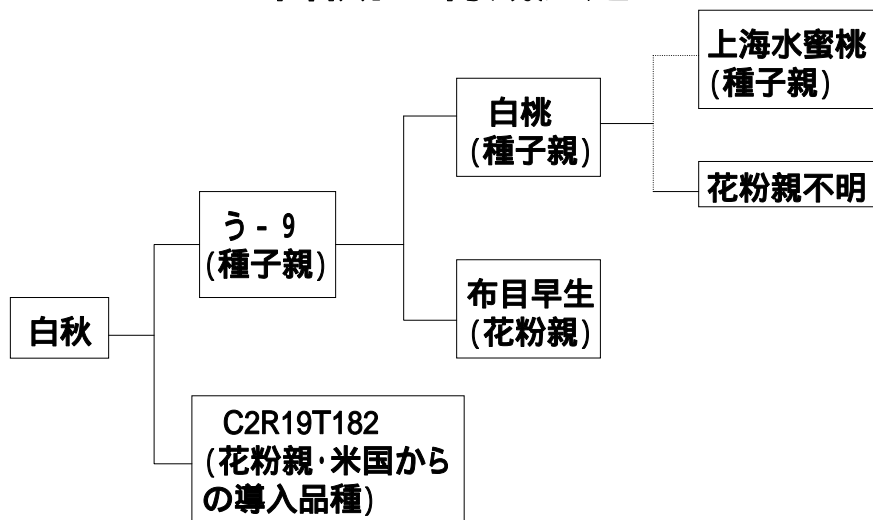 上海水蜜桃
(種子親)
白桃
(種子親)
花粉親不明
う-9
(種子親)
布目早生
(花粉親)
白秋
C2R19T182
(花粉親·米国から
の導入品種)